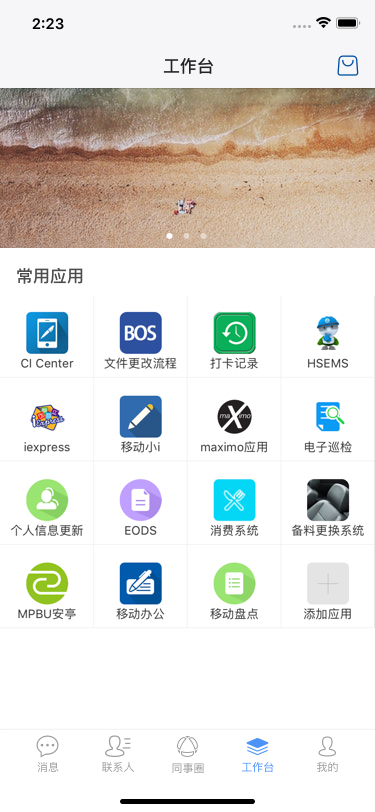 2:23
工作台
常用应用
CI Center
BOS
文件更改流程
打卡记录
HSEMS
iexpress
移动小i
maXimo
maximo应用
电子巡检
个人信息更新
EODS
消费系统
备料更换系统
MPBU安亭
移动办公
移动盘点
添加应用
消息
联系人
同事圈
工作台
我的